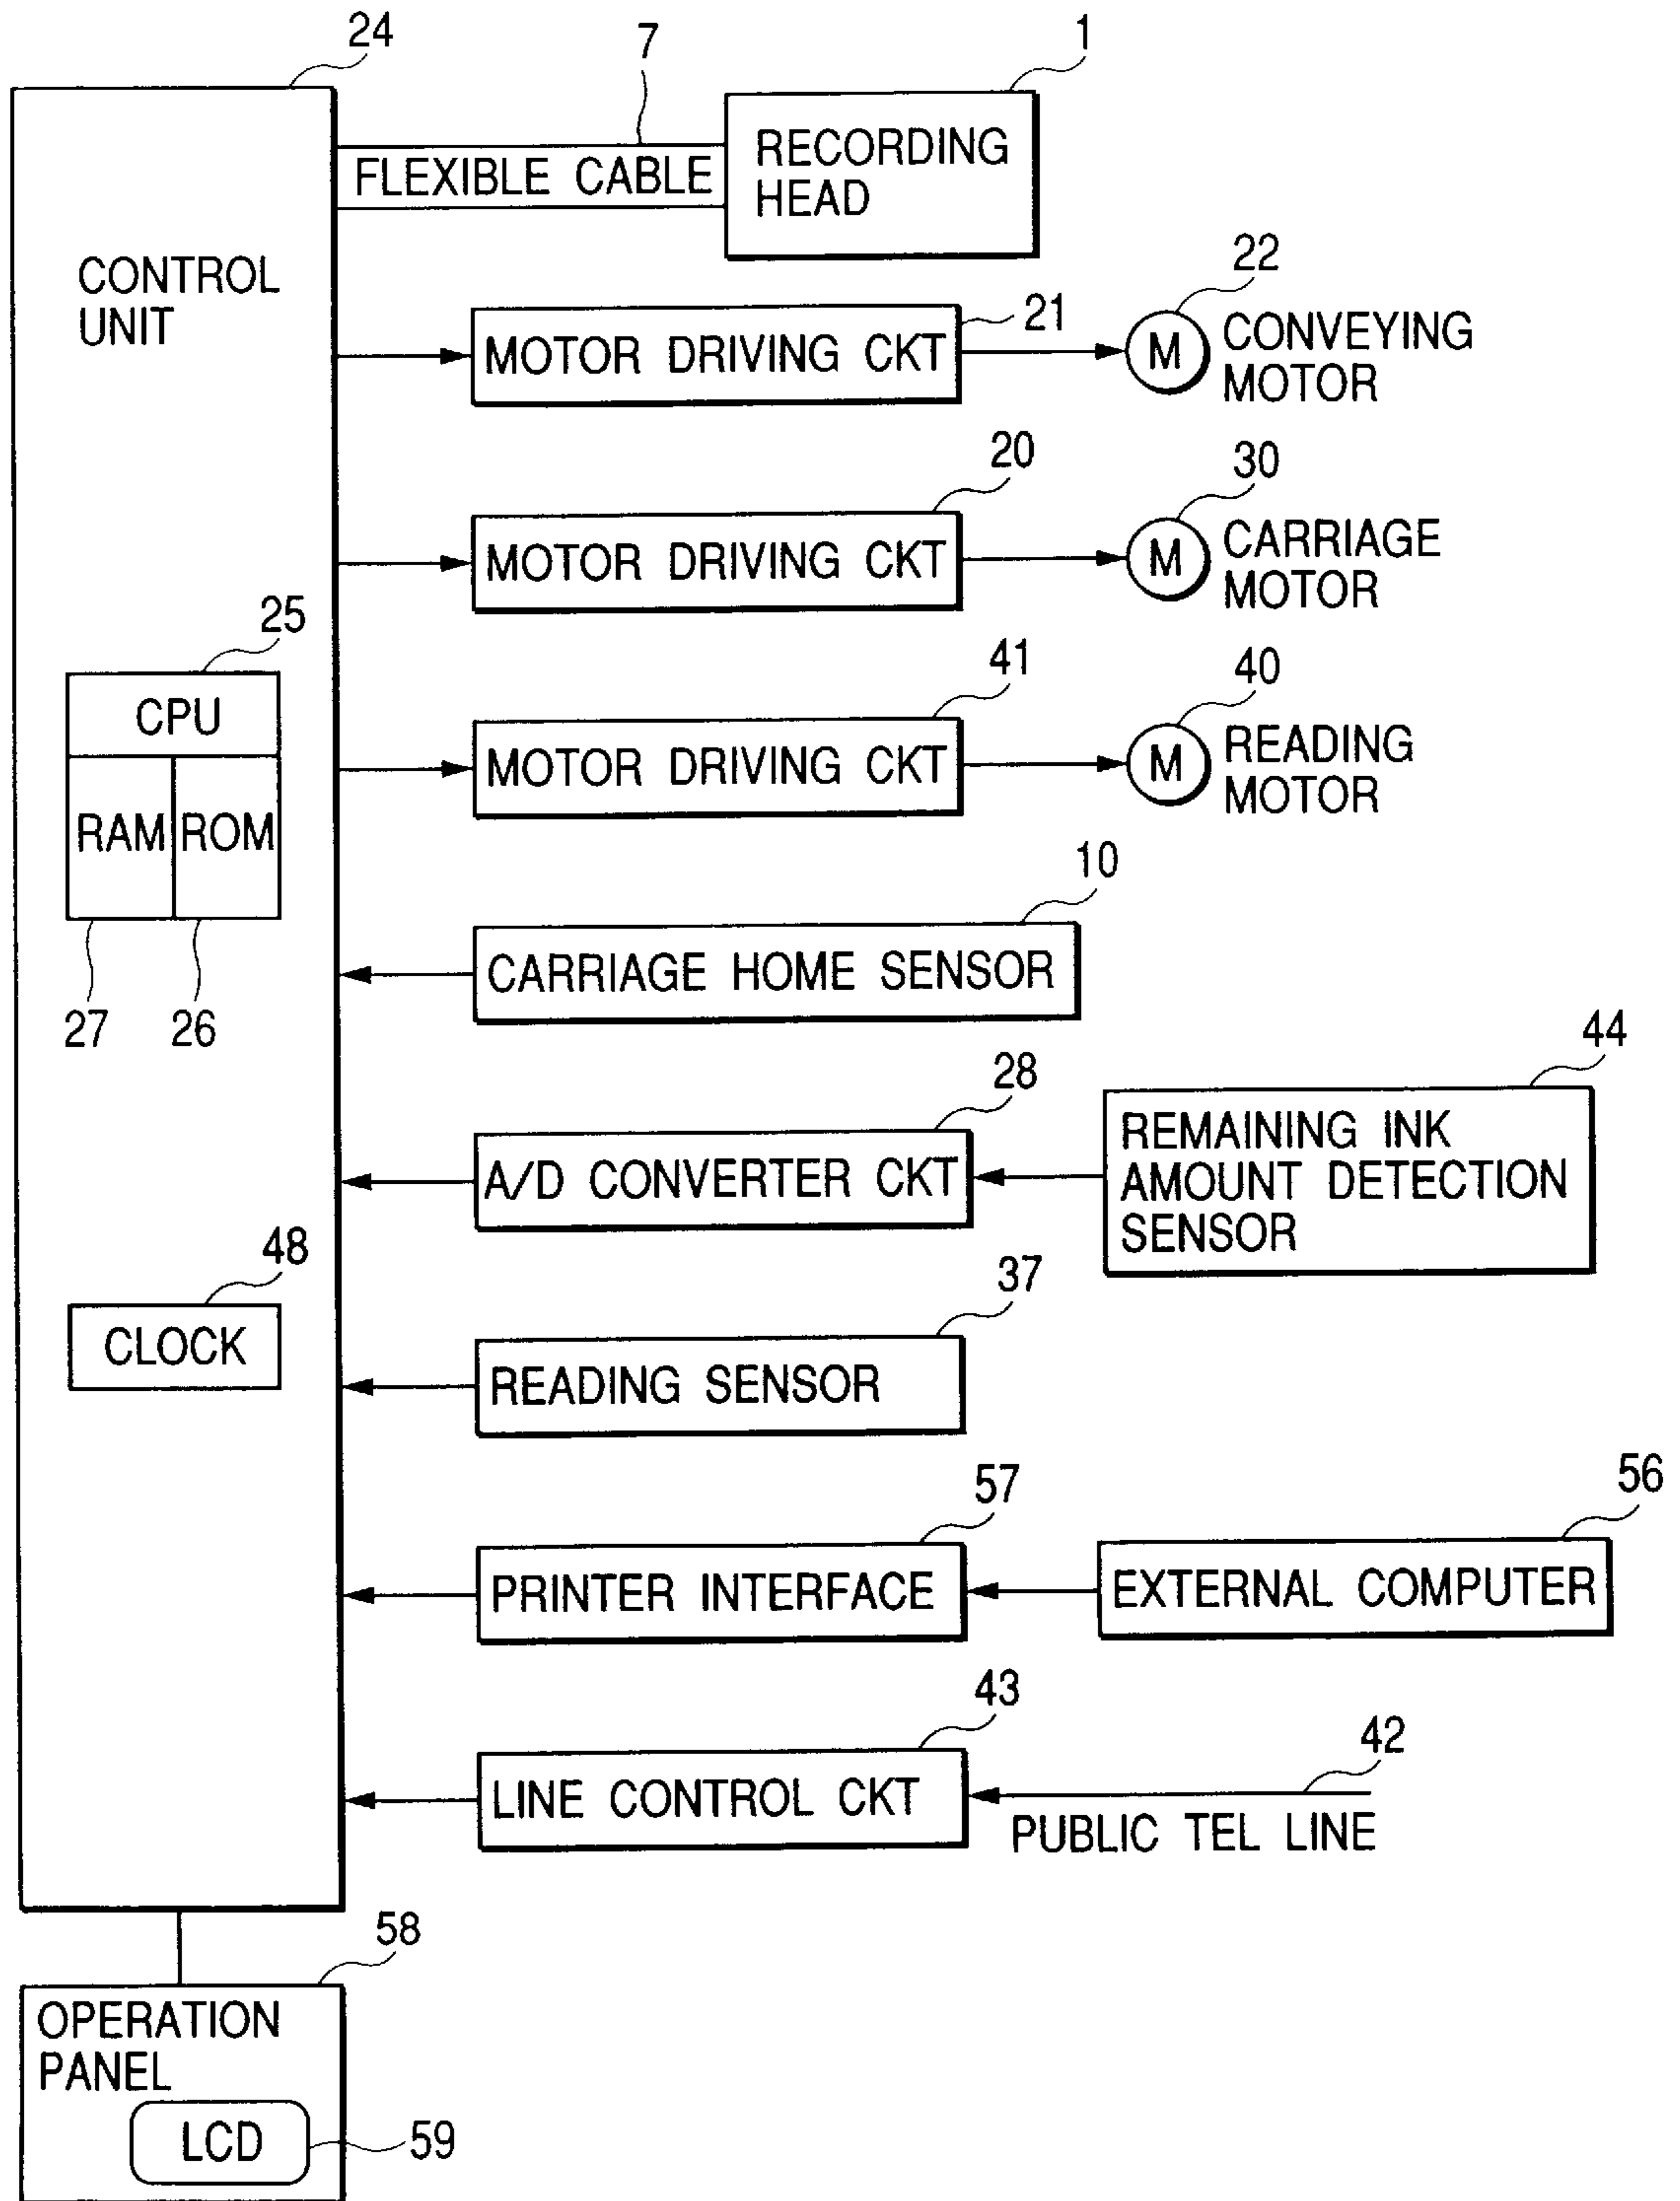 24
7
1
FLEXIBLE CABLE
RECORDING
HEAD
CONTROL
UNIT
21
22
MOTOR DRIVING CKT
M
CONVEYING
MOTOR
20
30
MOTOR DRIVING CKT
M
CARRIAGE
MOTOR
25
CPU
RAM
ROM
27
26
41
40
MOTOR DRIVING CKT
M
READING
MOTOR
10
CARRIAGE HOME SENSOR
28
44
A/D CONVERTER CKT
REMAINING INK
AMOUNT DETECTION
SENSOR
48
CLOCK
37
READING SENSOR
57
56
PRINTER INTERFACE
EXTERNAL COMPUTER
43
42
LINE CONTROL CKT
PUBLIC TEL LINE
58
OPERATION
PANEL
LCD
59